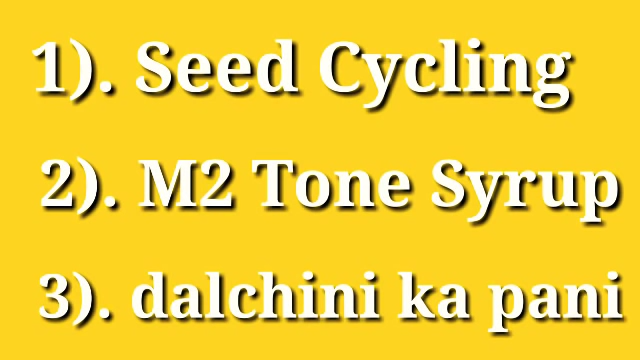 1). Seed Cycling
2). M2 Tone Syrup
3). dalchini ka pani